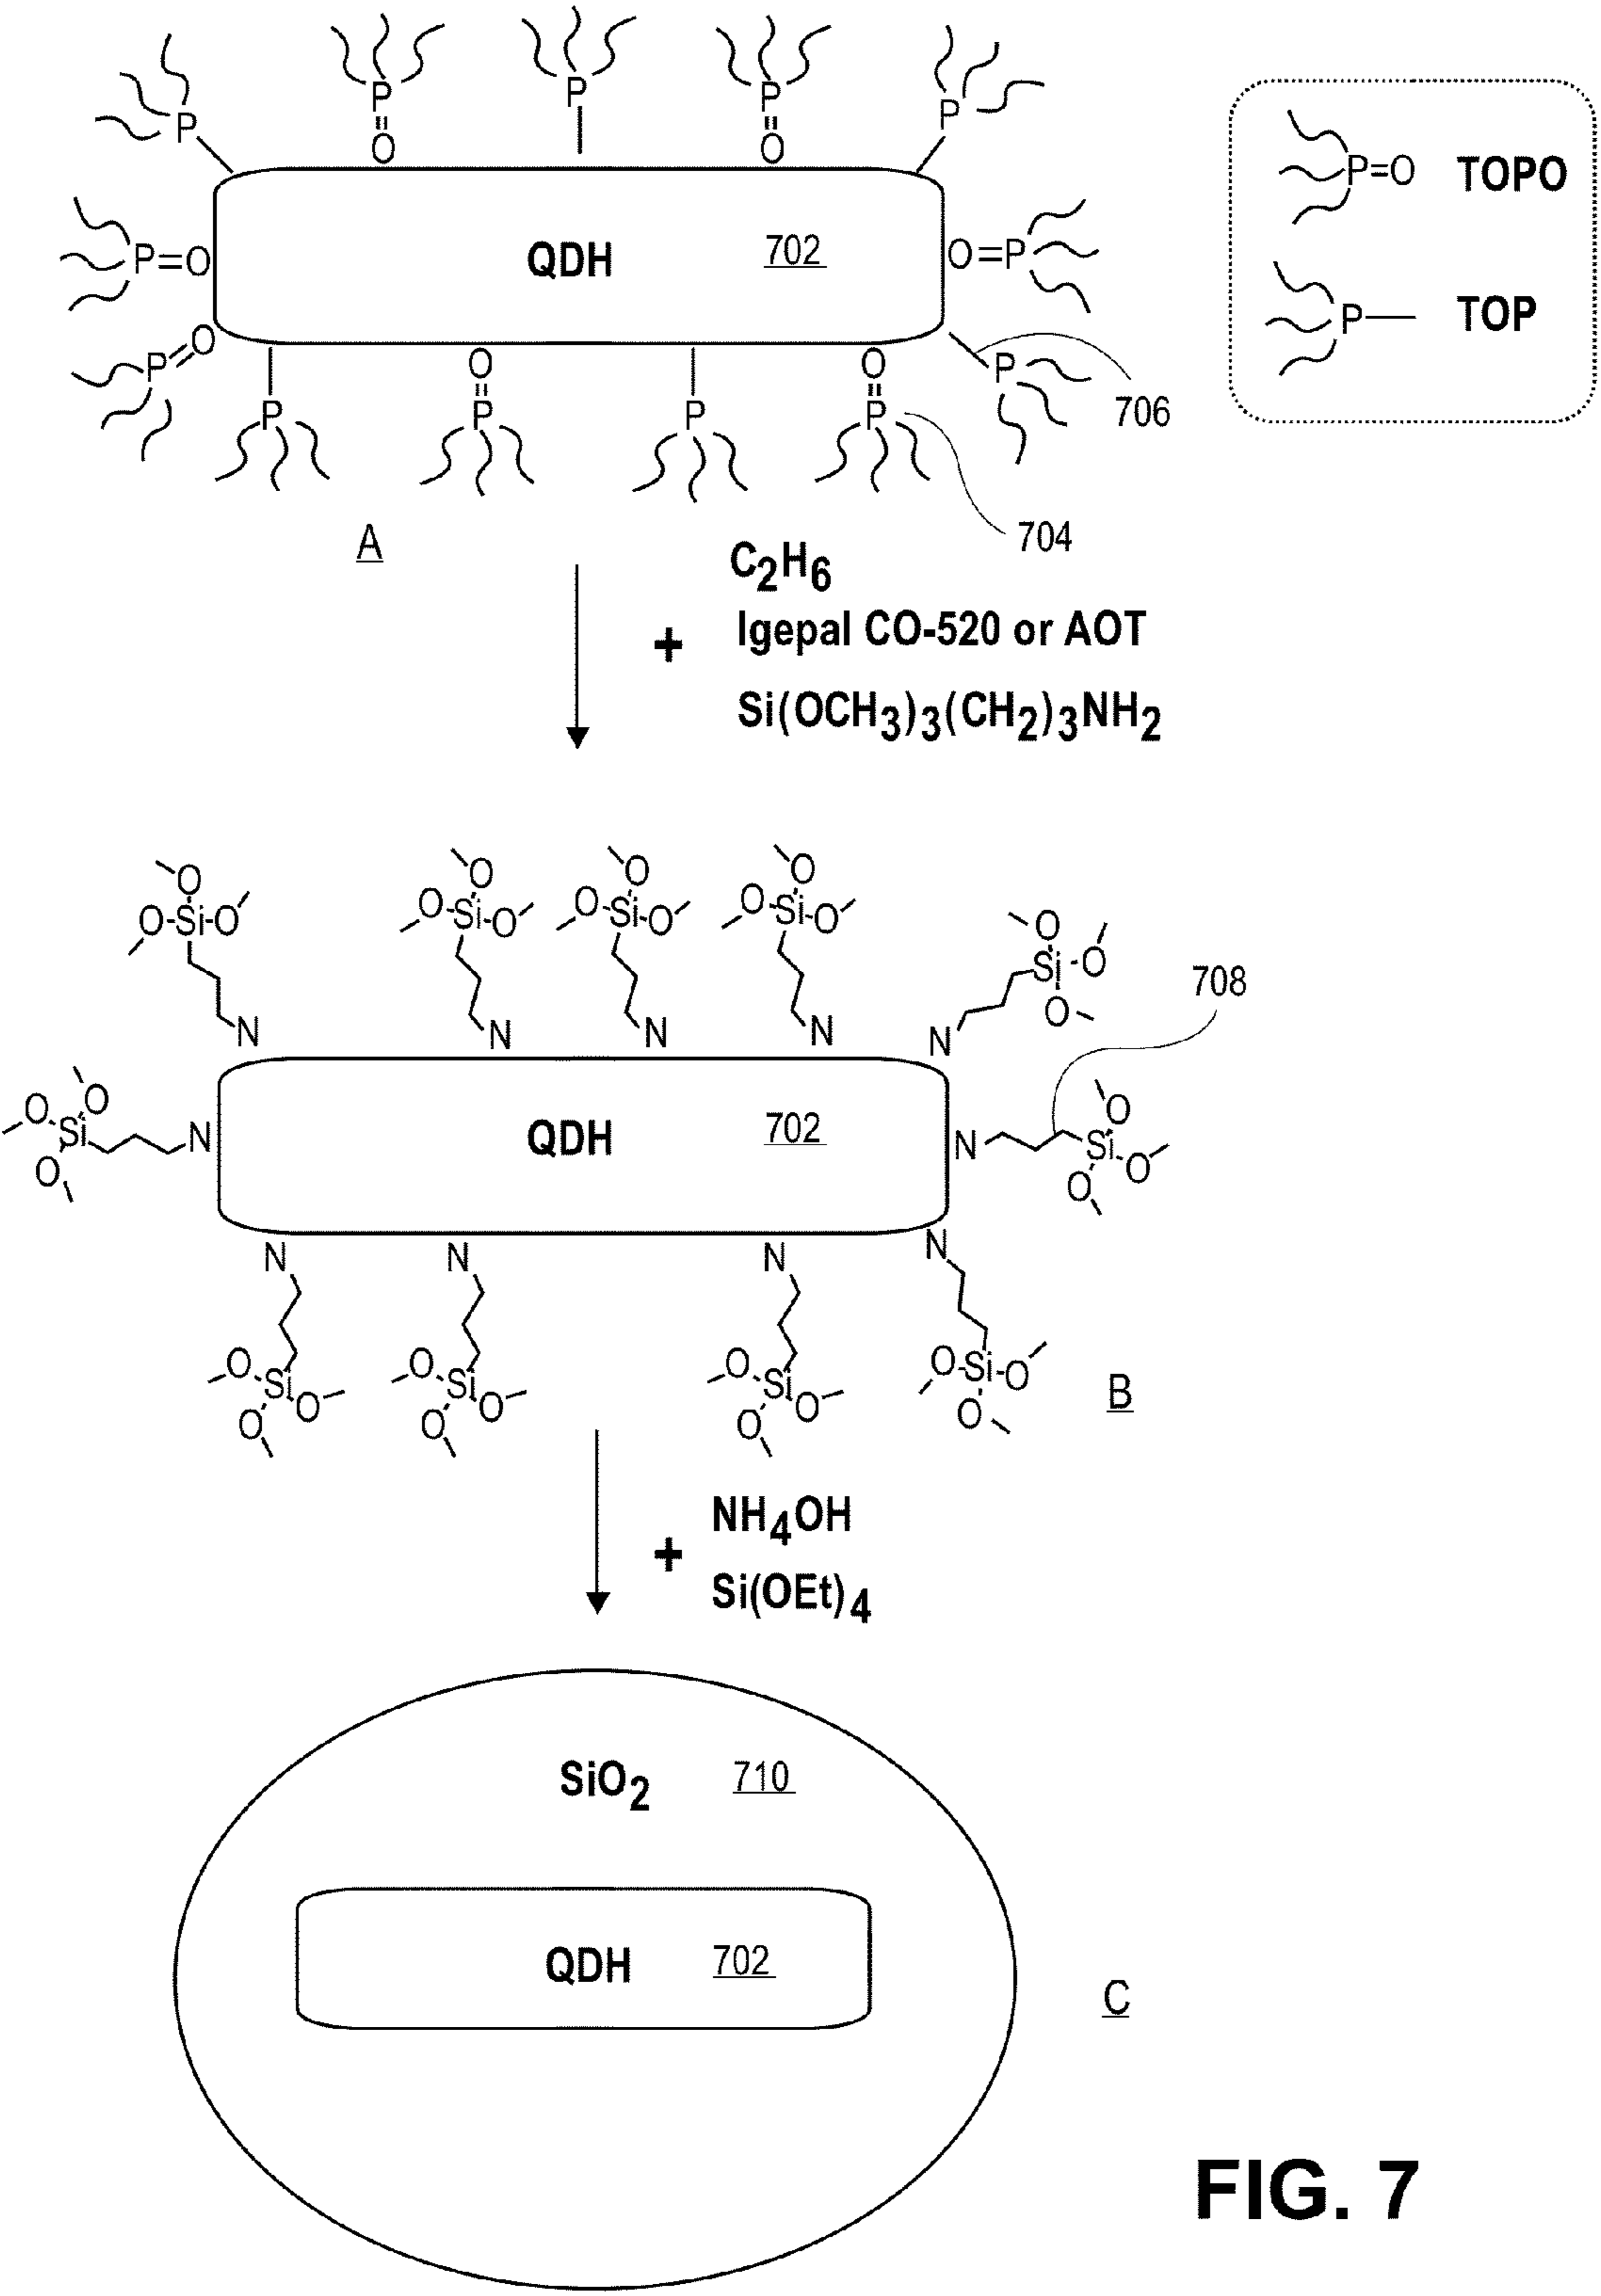 P P P P P
O O
P=O QDH 702 O=P
P=O TOPO
P— TOP
P=O P O P P O P
706
704
A
C2H6
+ Igepal CO-520 or AOT
Si(OCH3)3(CH2)3NH2
O O O O O
O-Si-O O-Si-O O-Si-O O-Si-O Si-O
O
N N N N N
708
O O Si O N QDH 702 N Si O O O
N N N N
O Si O O O Si O O O Si O O O-Si-O O
B
NH4OH
+
Si(OEt)4
SiO2 710
QDH 702
C
FIG. 7